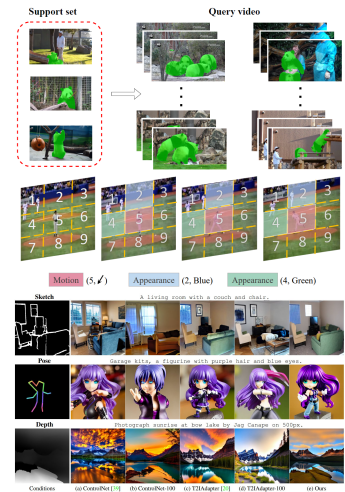 Support set
Query video
1 2 3
4 5 6
7 8 9
1 2 3
4 5 6
7 8 9
1 2 3
4 5 6
7 8 9
1 2 3
4 5 6
7 8 9
Motion (5, ↙) Appearance (2, Blue) Appearance (4, Green)
Sketch
A living room with a couch and chair.
Pose
Garage kits, a figurine with purple hair and blue eyes.
Depth
Photograph sunrise at bow lake by Jag Canape on 500px.
Conditions
(a) ControlNet [39]
(b) ControlNet-100
(c) T2IAdapter [20]
(d) T2IAdapter-100
(e) Ours